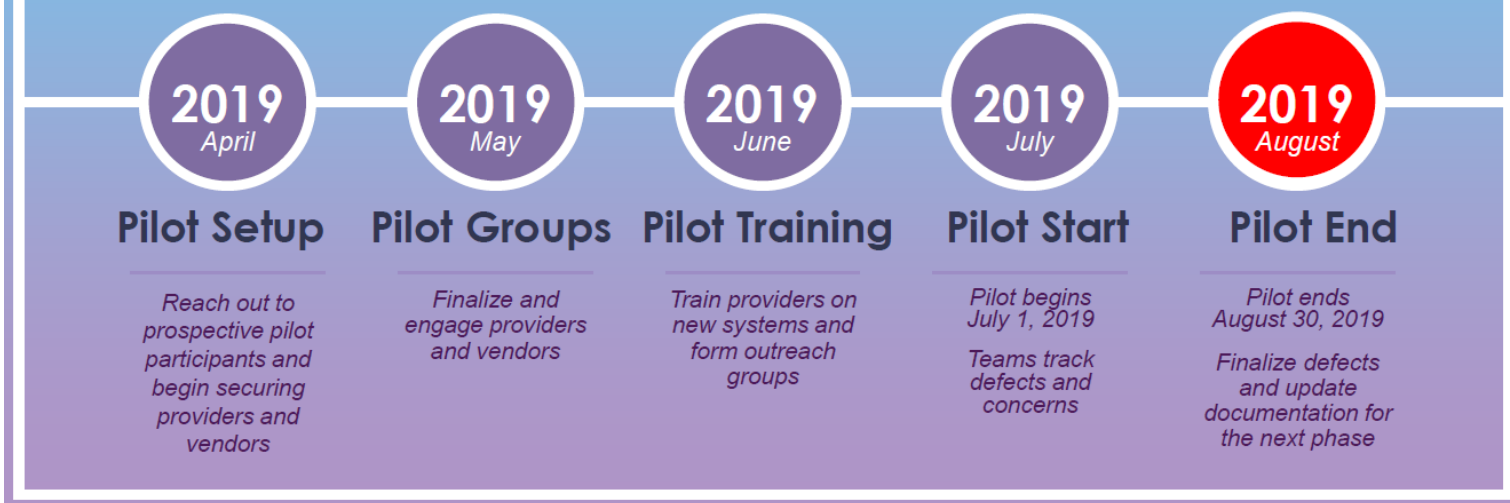 2019
April
Pilot Setup
Reach out to
prospective pilot
participants and
begin securing
providers and
vendors
2019
May
Pilot Groups
Finalize and
engage providers
and vendors
2019
June
Pilot Training
Train providers on
new systems and
form outreach
groups
2019
July
Pilot Start
Pilot begins
July 1, 2019
Teams track
defects and
concerns
2019
August
Pilot End
Pilot ends
August 30, 2019
Finalize defects
and update
documentation for
the next phase